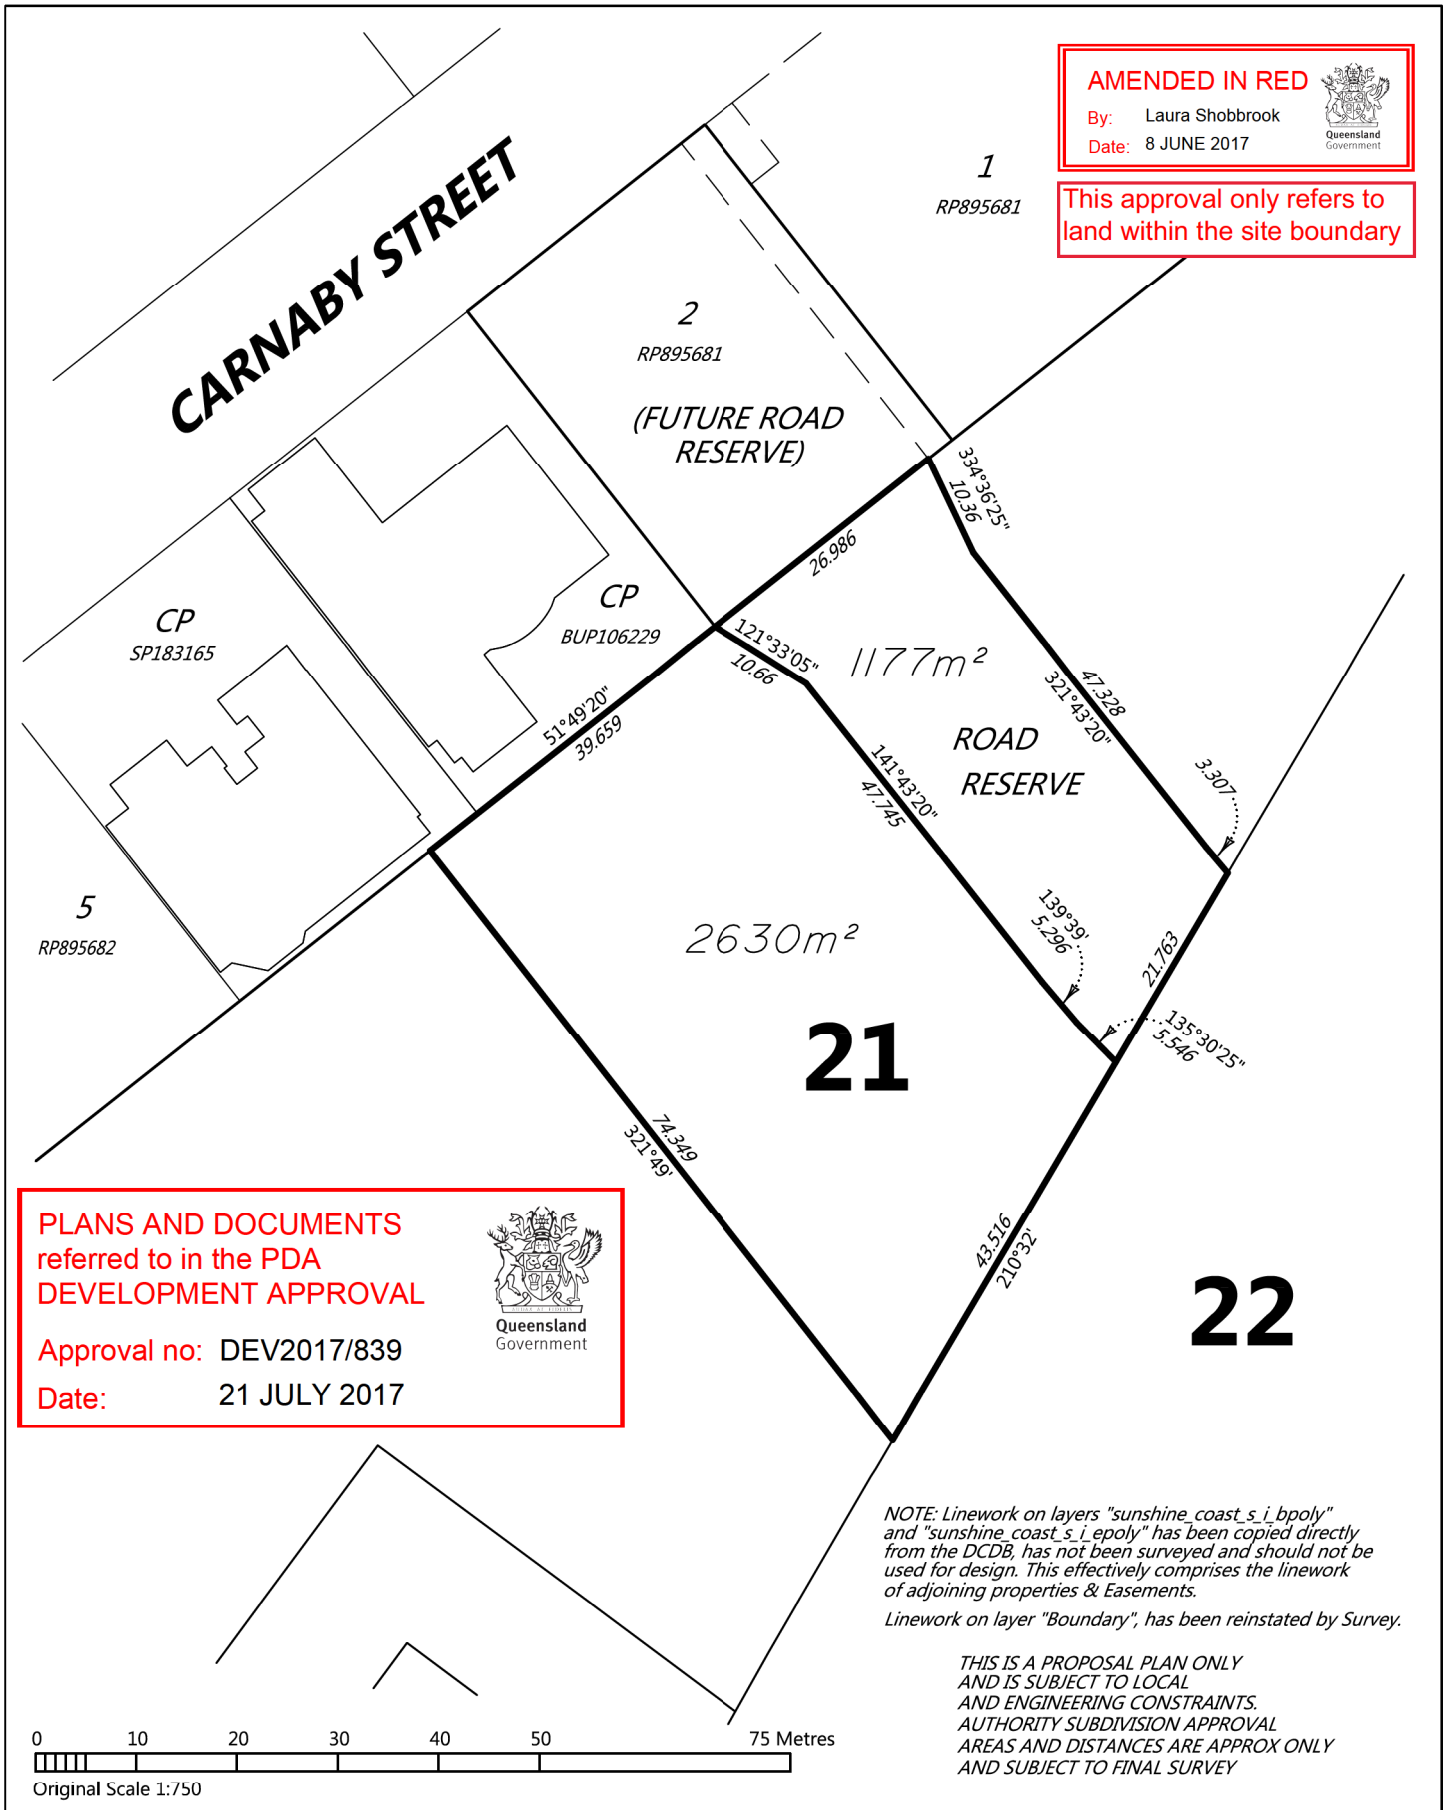 AMENDED IN RED
By: Laura Shobbrook
Date: 8 JUNE 2017
Queensland
Government
This approval only refers to
land within the site boundary
CARNABY STREET
1
RP895681
2
RP895681
(FUTURE ROAD
RESERVE)
334°36'25"
10.36
26.986
CP
SP183165
CP
BUP106229
121°33'05"
10.66
1177m²
47.328
321°43'20"
51°49'20"
39.659
ROAD
RESERVE
141°43'20"
47.745
3.307
5
RP895682
139°39'
5.296
2630m²
21.763
21
135°30'25"
5.546
74.349
321°49'
43.516
210°32'
22
PLANS AND DOCUMENTS
referred to in the PDA
DEVELOPMENT APPROVAL
Approval no: DEV2017/839
Date: 21 JULY 2017
Queensland
Government
NOTE: Linework on layers "sunshine_coast_s_i_bpoly"
and "sunshine_coast_s_i_epoly" has been copied directly
from the DCDB, has not been surveyed and should not be
used for design. This effectively comprises the linework
of adjoining properties & Easements.
Linework on layer "Boundary", has been reinstated by Survey.
THIS IS A PROPOSAL PLAN ONLY
AND IS SUBJECT TO LOCAL
AND ENGINEERING CONSTRAINTS.
AUTHORITY SUBDIVISION APPROVAL
AREAS AND DISTANCES ARE APPROX ONLY
AND SUBJECT TO FINAL SURVEY
0 10 20 30 40 50 75 Metres
Original Scale 1:750